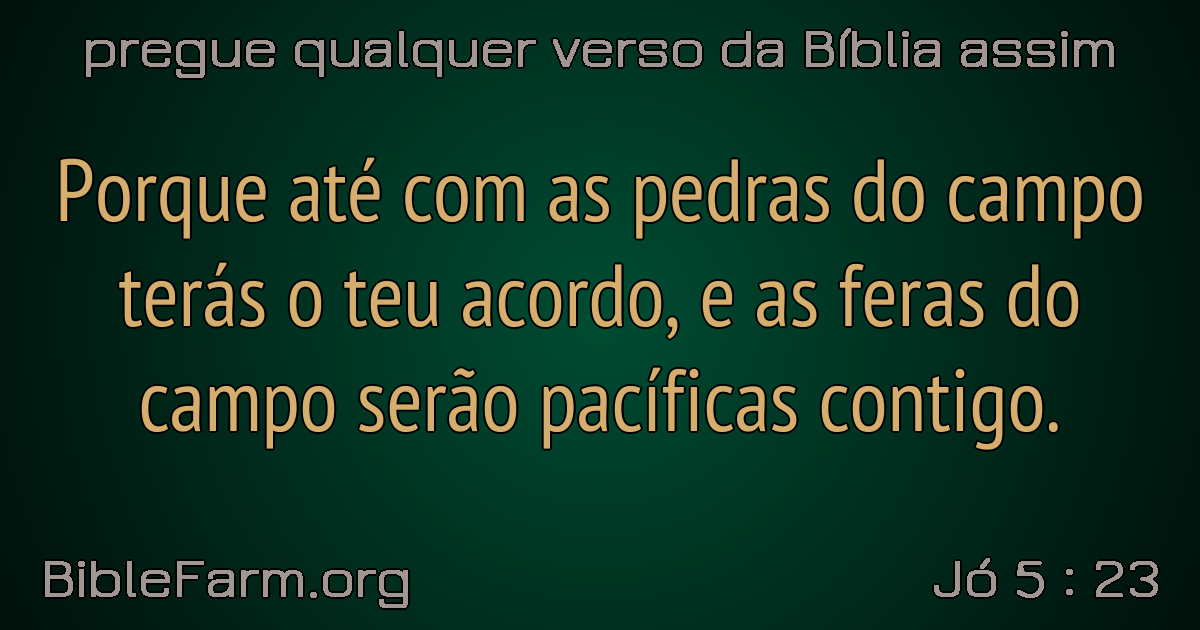 pregue qualquer verso da Bíblia assim
Porque até com as pedras do campo
terás o teu acordo, e as feras do
campo serão pacíficas contigo.
BibleFarm.org
Jó 5 : 23